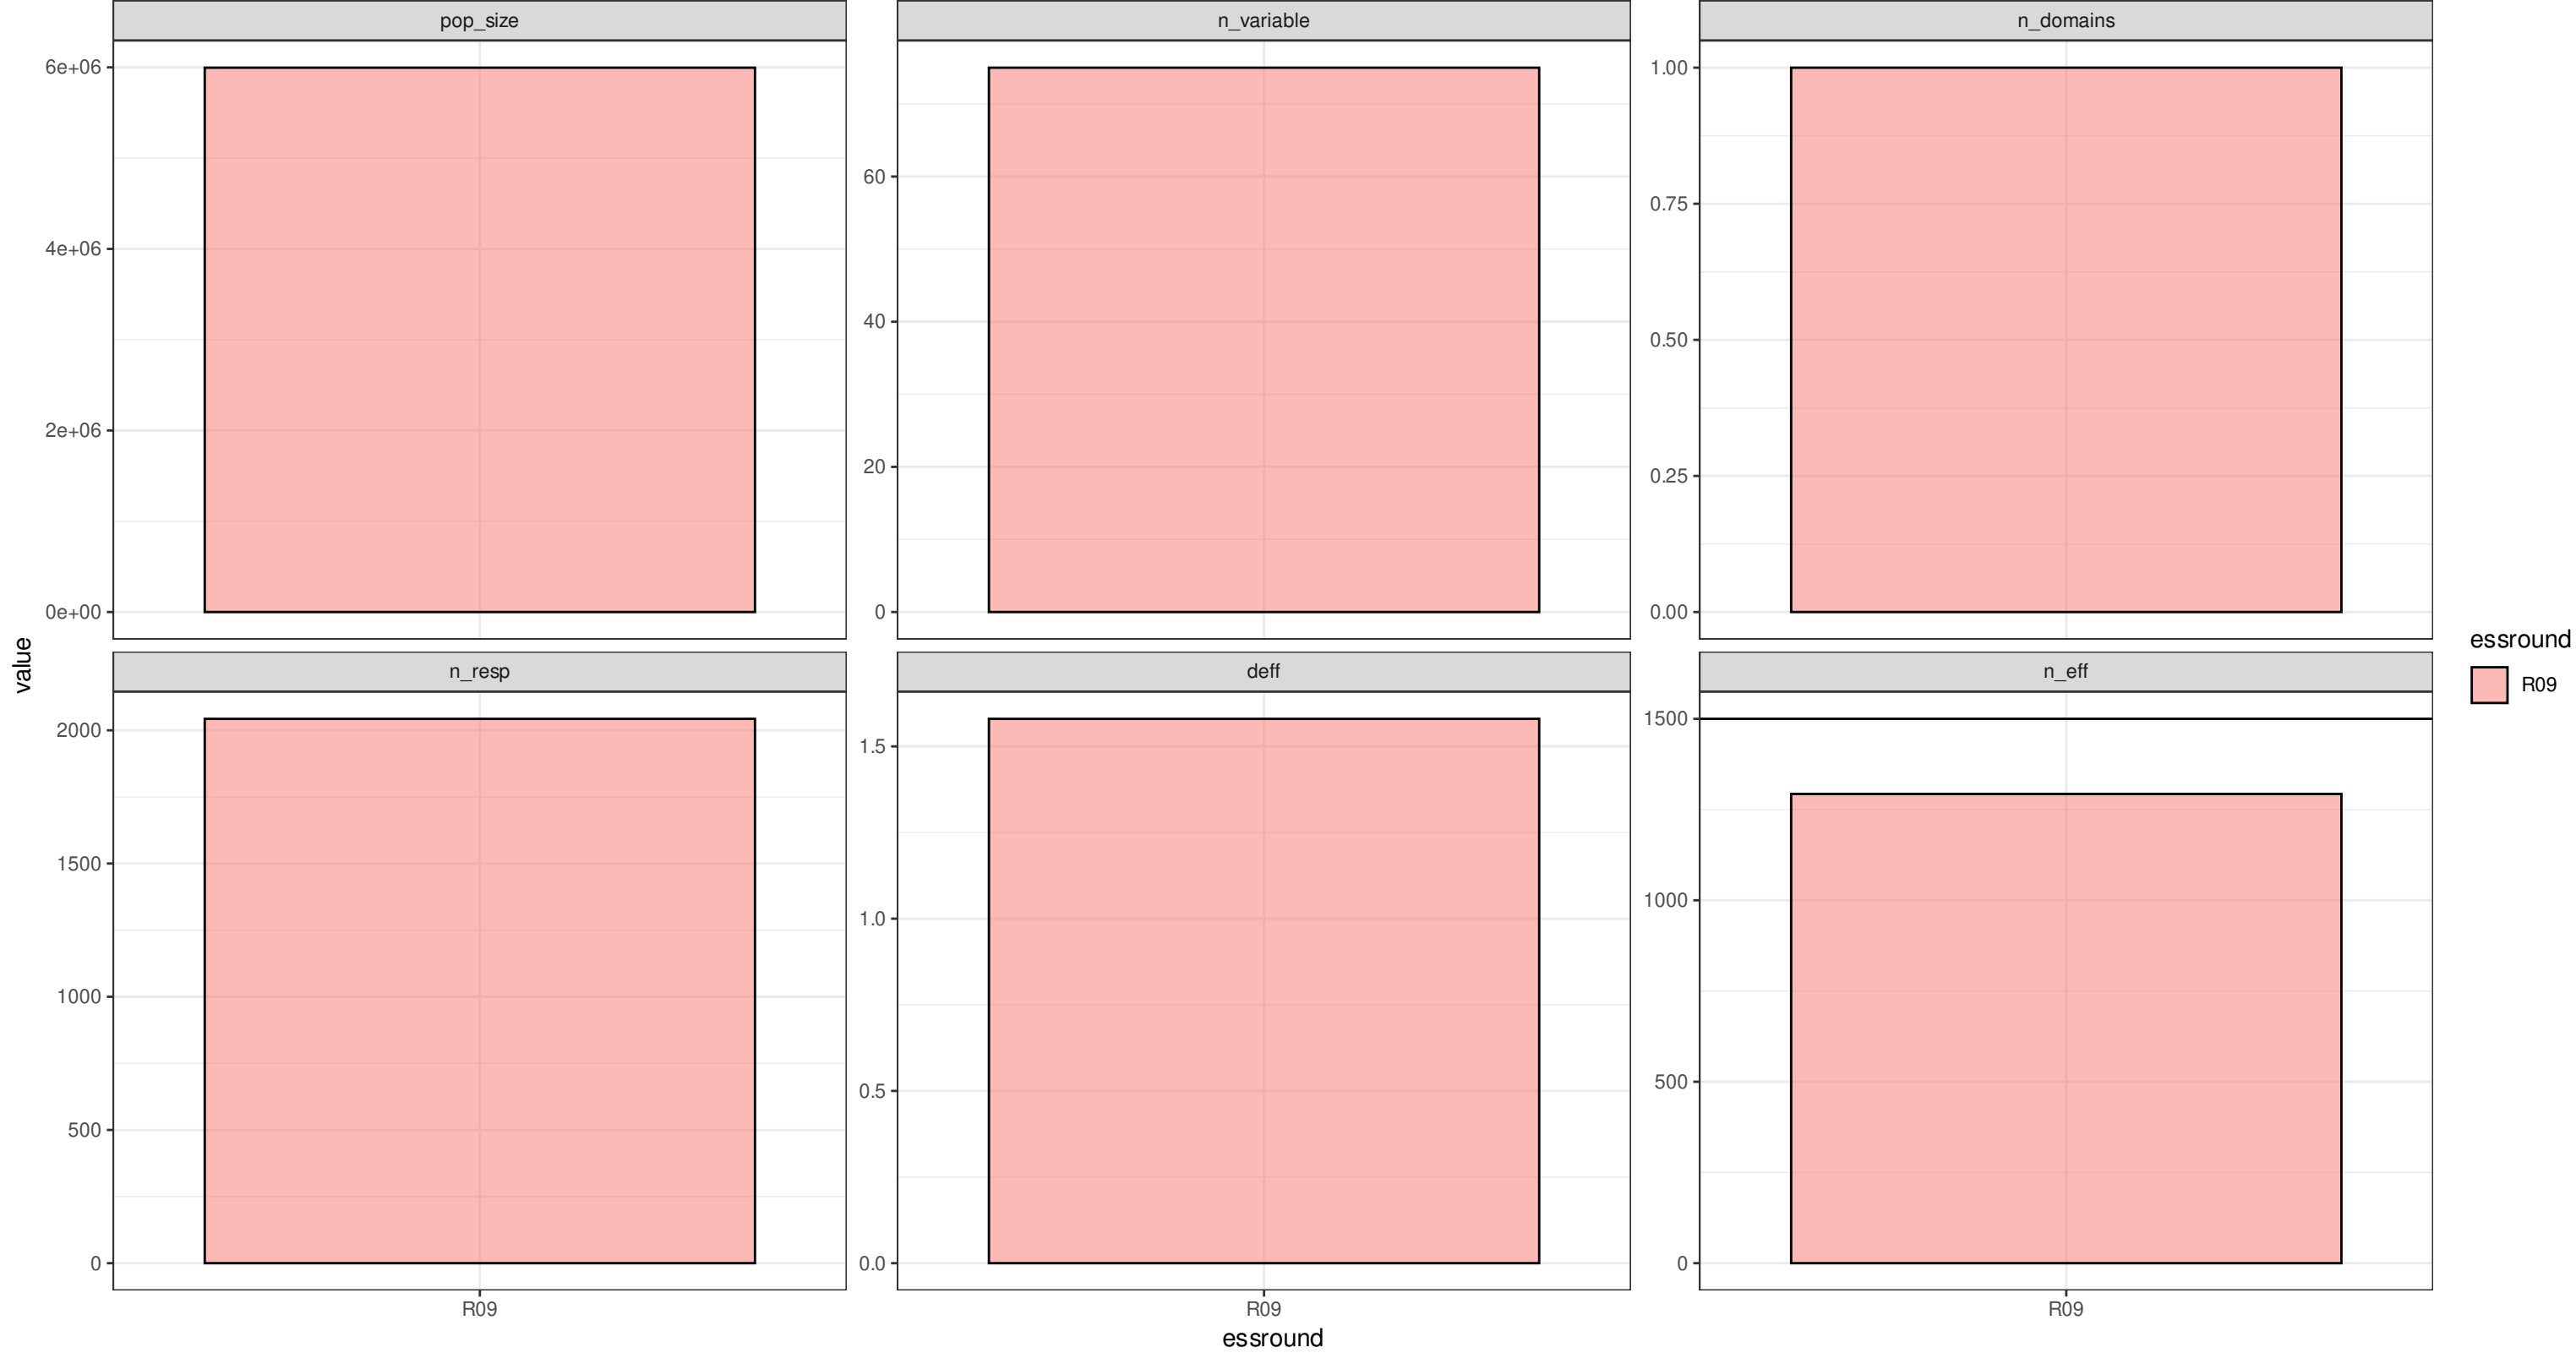 pop_size
n_variable
n_domains
6e+06
4e+06
2e+06
0e+00
60
40
20
0
1.00
0.75
0.50
0.25
0.00
value
n_resp
deff
n_eff
2000
1500
1000
500
0
1.5
1.0
0.5
0.0
1500
1000
500
0
R09
R09
R09
essround
essround
R09